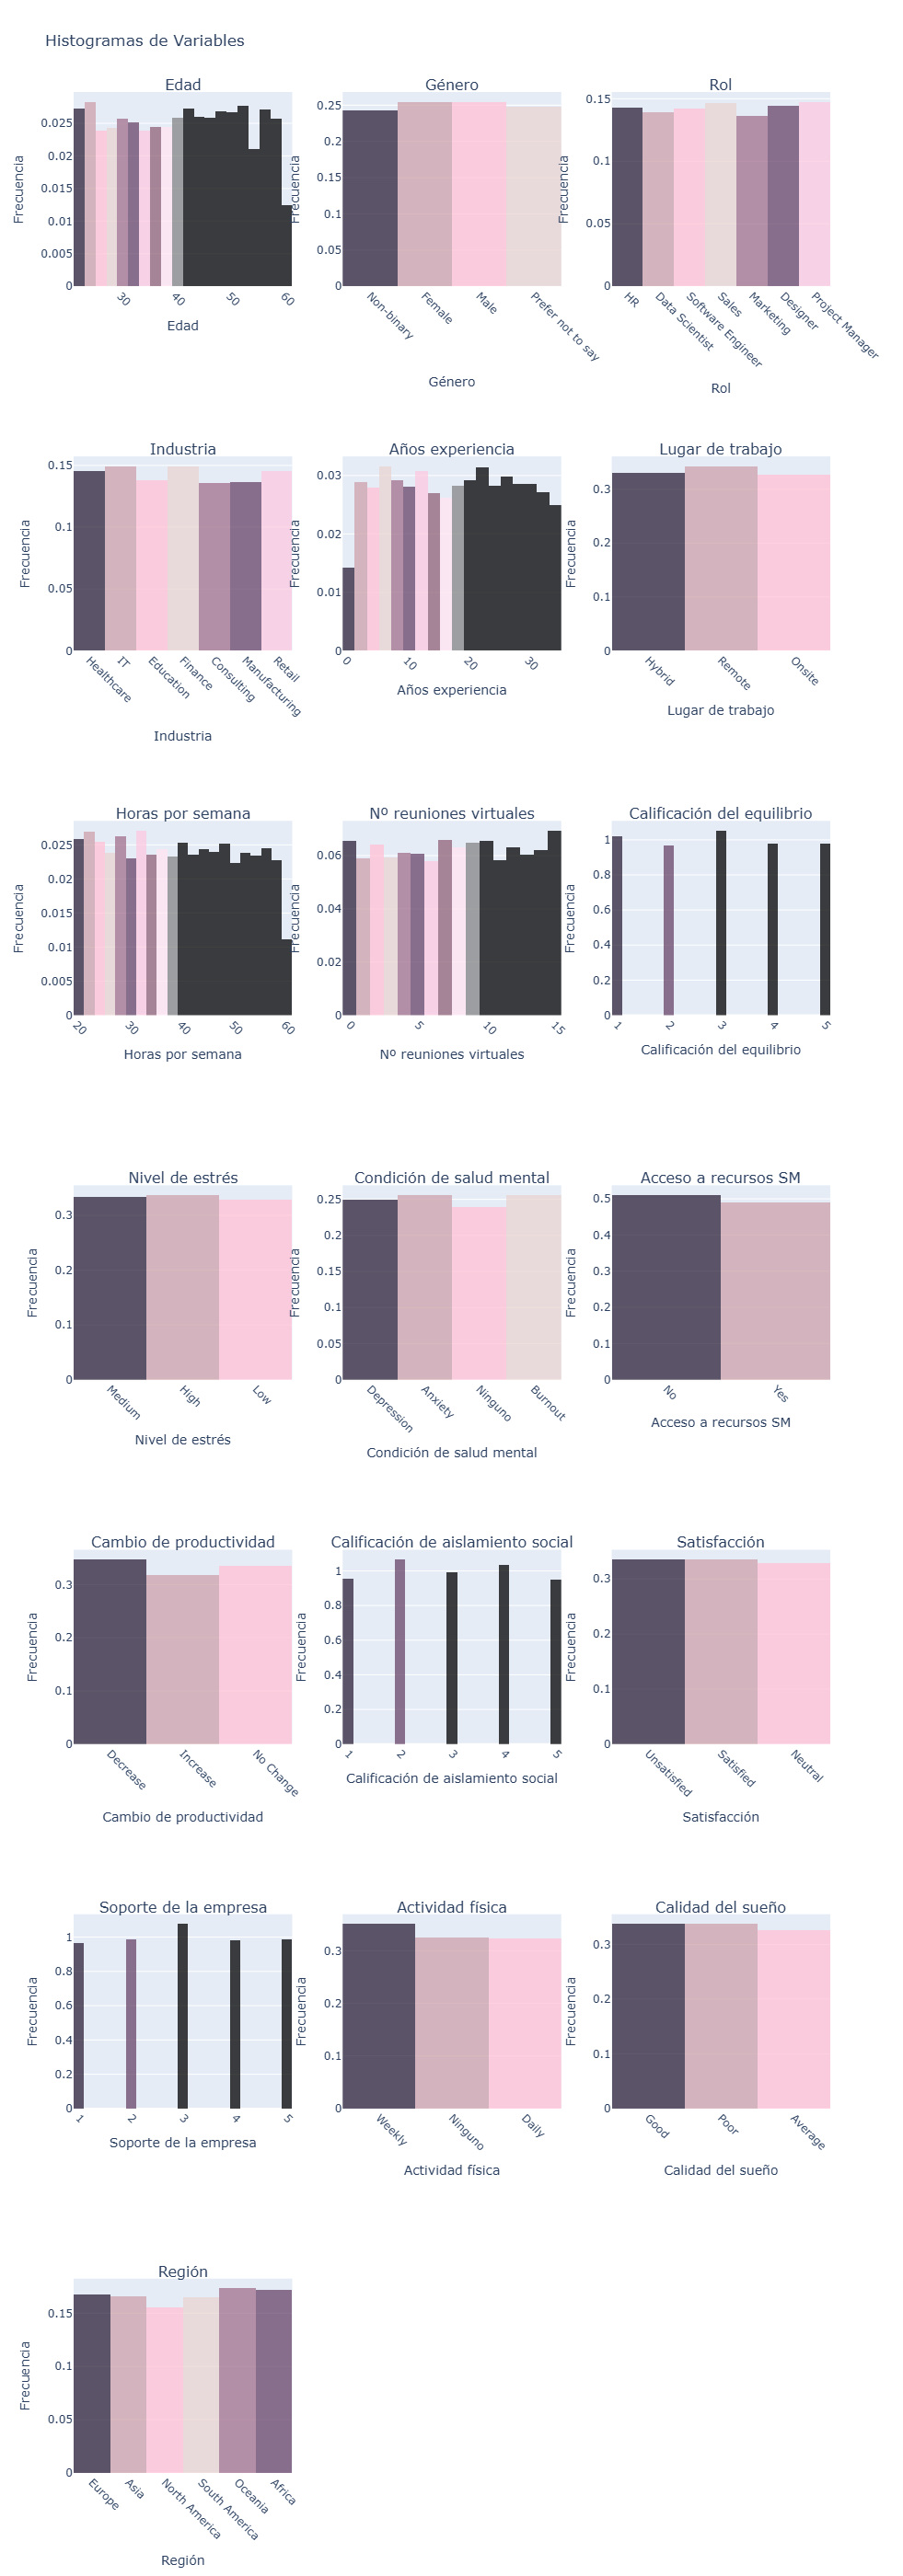 Histogramas de Variables
Edad
Género
Rol
Frecuencia
0.025
0.02
0.015
0.01
0.005
0
30
40
50
60
Edad
Frecuencia
0.25
0.2
0.15
0.1
0.05
0
Non-binary
Female
Male
Prefer not to say
Género
Frecuencia
0.15
0.1
0.05
0
HR
Data Scientist
Software Engineer
Sales
Marketing
Designer
Project Manager
Rol
Industria
Años experiencia
Lugar de trabajo
Frecuencia
0.15
0.1
0.05
0
Healthcare
IT
Education
Finance
Consulting
Manufacturing
Retail
Industria
Frecuencia
0.03
0.02
0.01
0
0
10
20
30
Años experiencia
Frecuencia
0.3
0.2
0.1
0
Hybrid
Remote
Onsite
Lugar de trabajo
Horas por semana
Nº reuniones virtuales
Calificación del equilibrio
Frecuencia
0.025
0.02
0.015
0.01
0.005
0
20
30
40
50
60
Horas por semana
Frecuencia
0.06
0.04
0.02
0
0
5
10
15
Nº reuniones virtuales
Frecuencia
1
0.8
0.6
0.4
0.2
0
1
2
3
4
5
Calificación del equilibrio
Nivel de estrés
Condición de salud mental
Acceso a recursos SM
Frecuencia
0.3
0.2
0.1
0
Medium
High
Low
Nivel de estrés
Frecuencia
0.25
0.2
0.15
0.1
0.05
0
Depression
Anxiety
Ninguno
Burnout
Condición de salud mental
Frecuencia
0.5
0.4
0.3
0.2
0.1
0
No
Yes
Acceso a recursos SM
Cambio de productividad
Calificación de aislamiento social
Satisfacción
Frecuencia
0.3
0.2
0.1
0
Decrease
Increase
No Change
Cambio de productividad
Frecuencia
1
0.8
0.6
0.4
0.2
0
1
2
3
4
5
Calificación de aislamiento social
Frecuencia
0.3
0.2
0.1
0
Unsatisfied
Satisfied
Neutral
Satisfacción
Soporte de la empresa
Actividad física
Calidad del sueño
Frecuencia
1
0.8
0.6
0.4
0.2
0
1
2
3
4
5
Soporte de la empresa
Frecuencia
0.3
0.2
0.1
0
Weekly
Ninguno
Daily
Actividad física
Frecuencia
0.3
0.2
0.1
0
Good
Poor
Average
Calidad del sueño
Región
Frecuencia
0.15
0.1
0.05
0
Europe
Asia
North America
South America
Oceania
Africa
Región